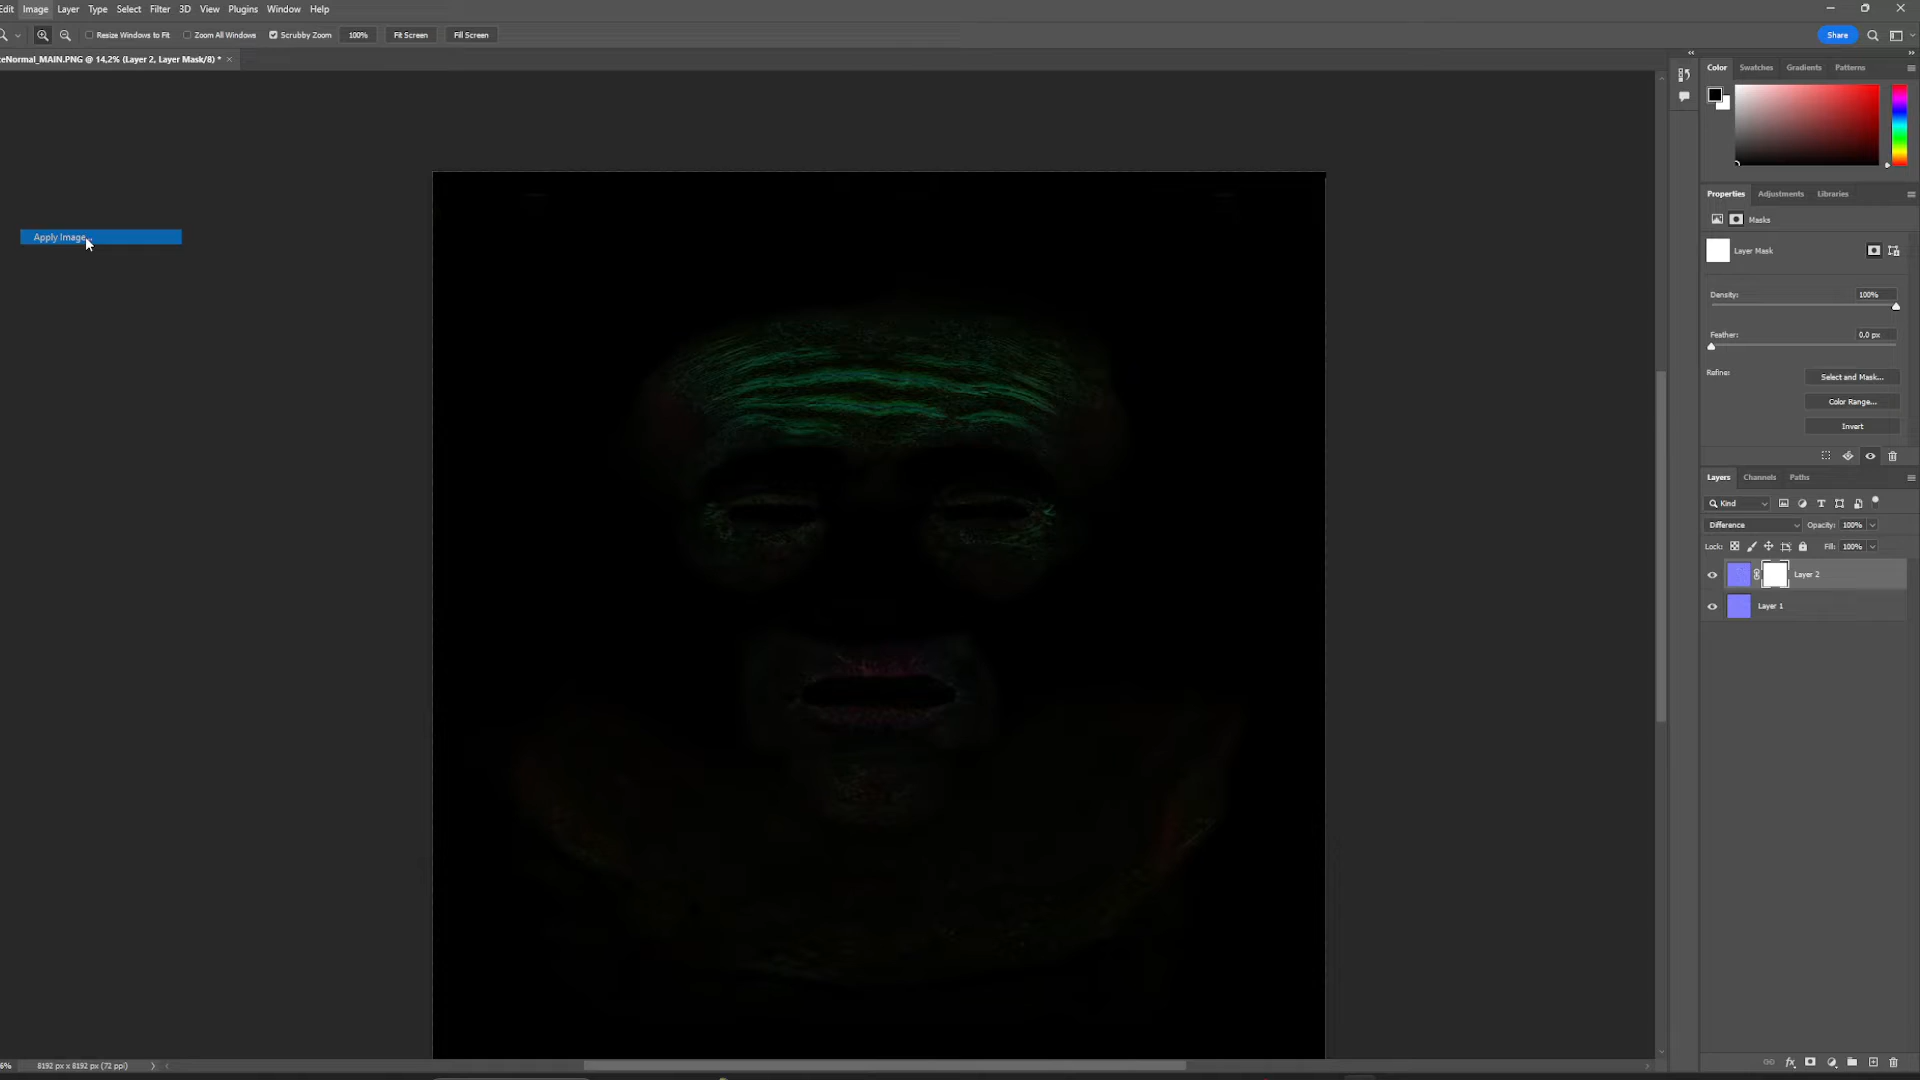 Edit Image Layer Type Select Filter 3D View Plugins Window Help
Resize Windows to Fit Zoom All Windows Scrubby Zoom 100% Fit Screen Fill Screen Share
eNormal_MAIN.PNG @ 14,2% (Layer 2, Layer Mask/8) * ×
Color Swatches Gradients Patterns
Properties Adjustments Libraries
Masks
Apply Image...
Layer Mask
Density: 100%
Feather: 0.0 px
Refine: Select and Mask...
Color Range...
Invert
Layers Channels Paths
Kind
Difference Opacity: 100%
Lock: Fill: 100%
Layer 2
Layer 1
8192 px x 8192 px (72 ppi)